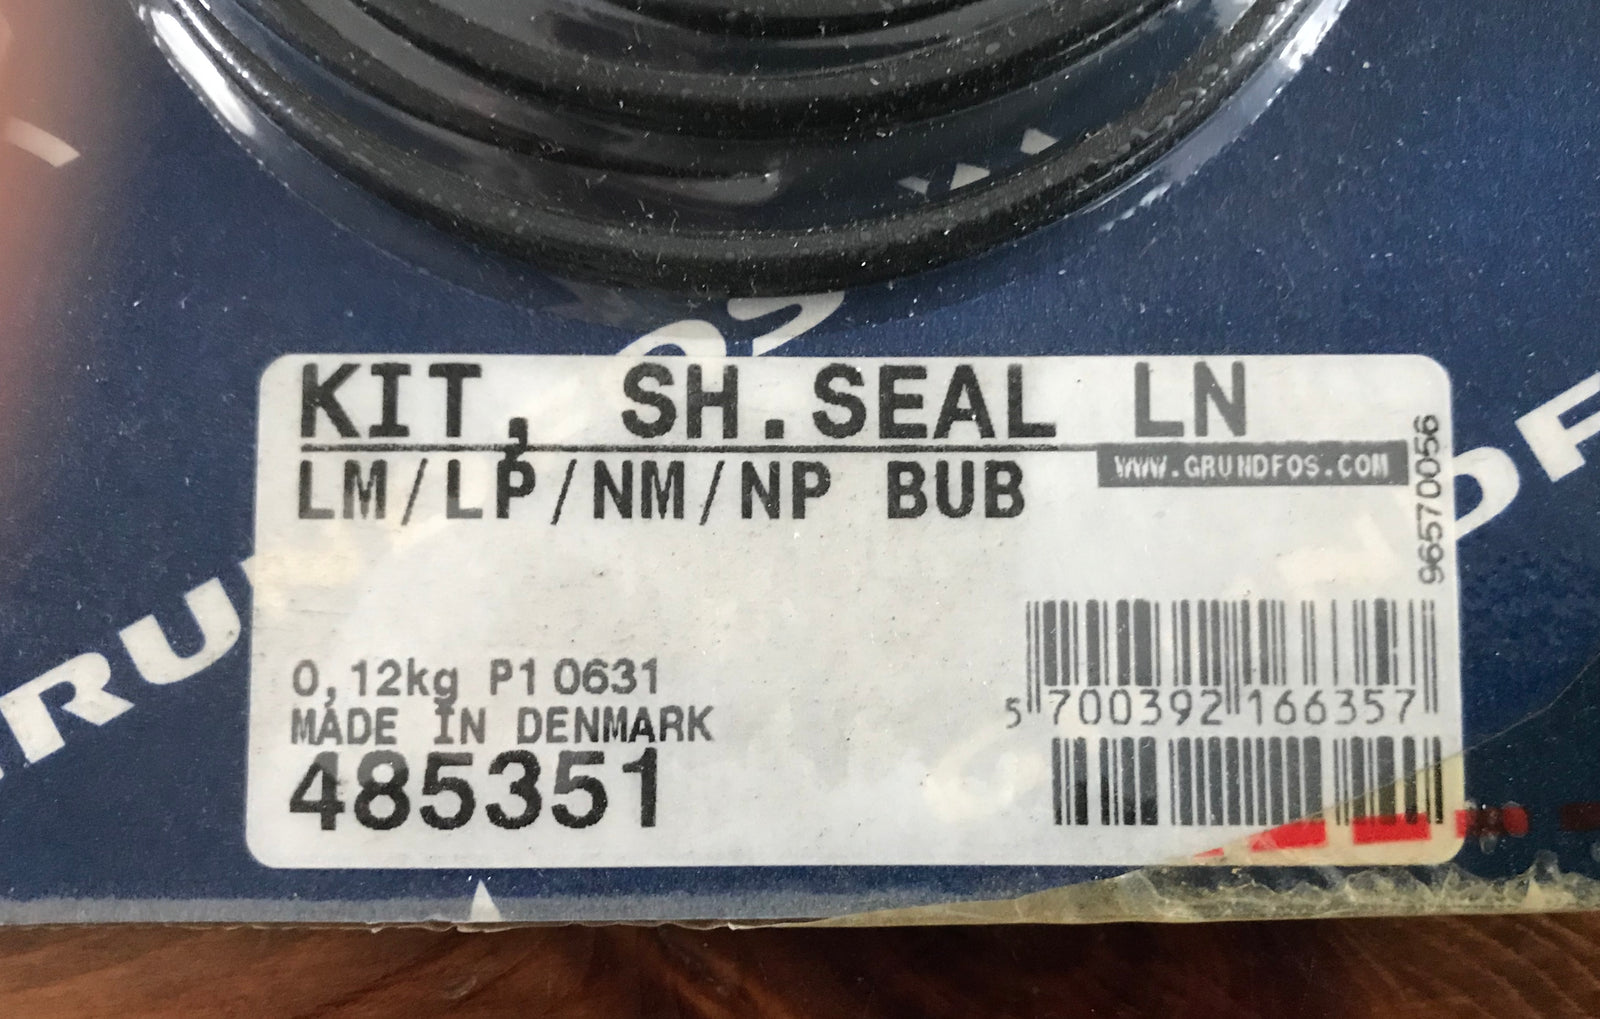 KIT, SH.SEAL LN
LM/LP/NM/NP BUB
WWW.GRUNDFOS.COM
96570056
0,12kg P1 0631
MADE IN DENMARK
485351
5 700392 166357